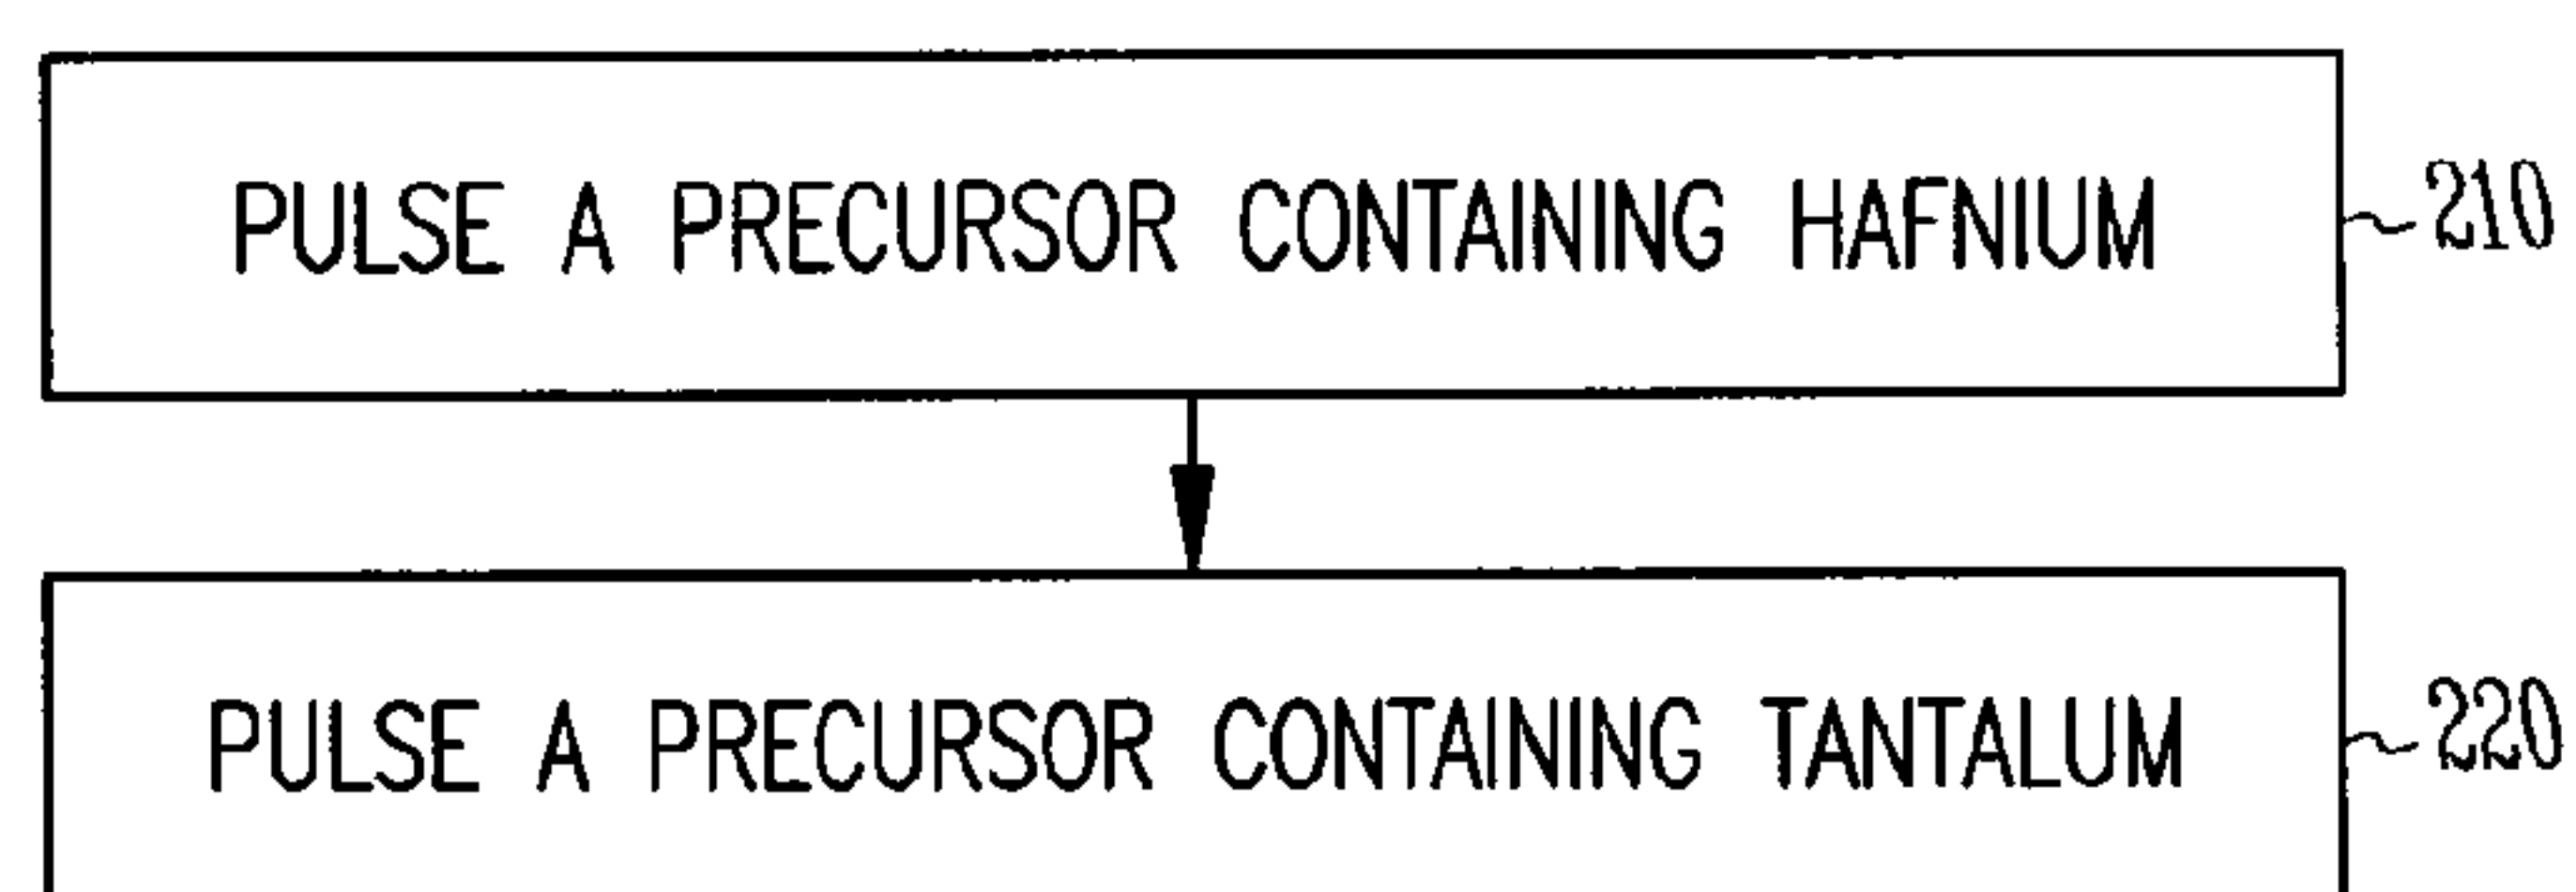 PULSE A PRECURSOR CONTAINING HAFNIUM 210
PULSE A PRECURSOR CONTAINING TANTALUM 220